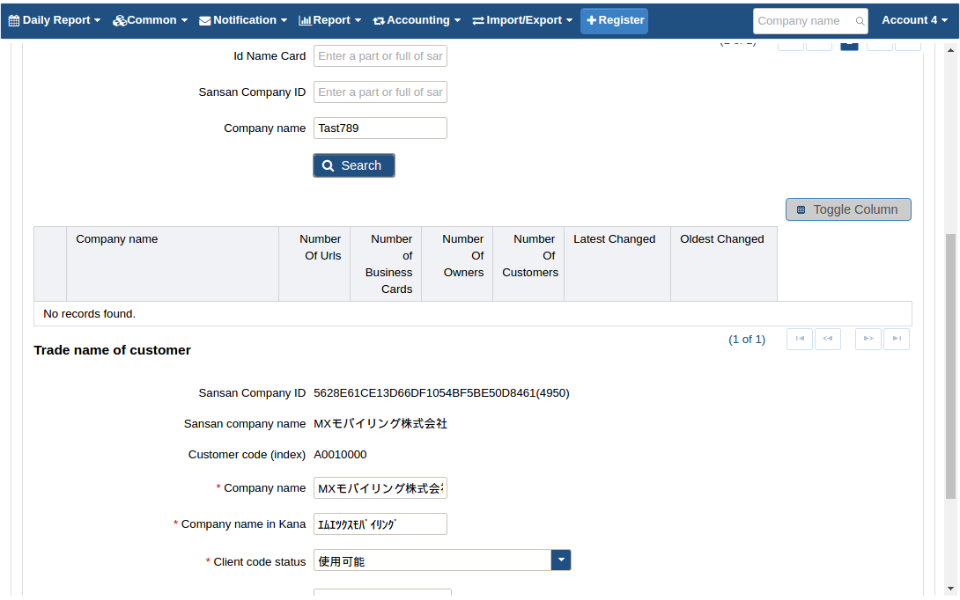 Daily Report Common Notification Report Accounting Import/Export Register Company name Account 4
Id Name Card Enter a part or full of sar
Sansan Company ID Enter a part or full of sar
Company name Tast789
Search
Toggle Column
Company name Number Of Urls Number of Business Cards Number Of Owners Number Of Customers Latest Changed Oldest Changed
No records found.
(1 of 1)
Trade name of customer
Sansan Company ID 5628E61CE13D66DF1054BF5BE50D8461(4950)
Sansan company name MXモバイリング株式会社
Customer code (index) A0010000
* Company name MXモバイリング株式会
* Company name in Kana ｴﾑｴﾂｸｽﾓﾊﾞｲﾘﾝｸﾞ
* Client code status 使用可能